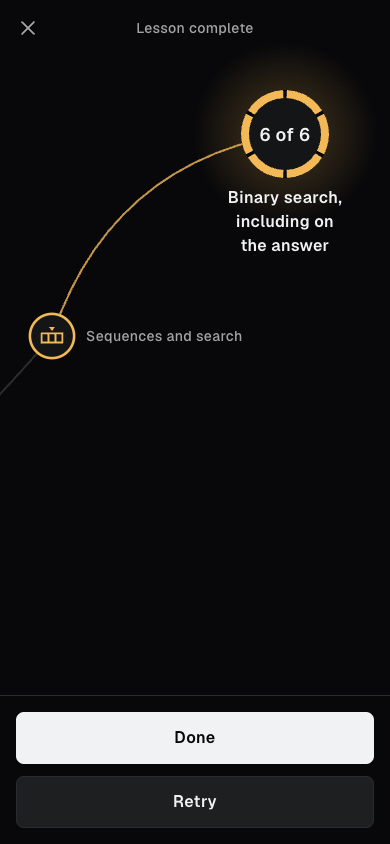 Lesson complete
6 of 6
Binary search,
including on
the answer
Sequences and search
Done
Retry